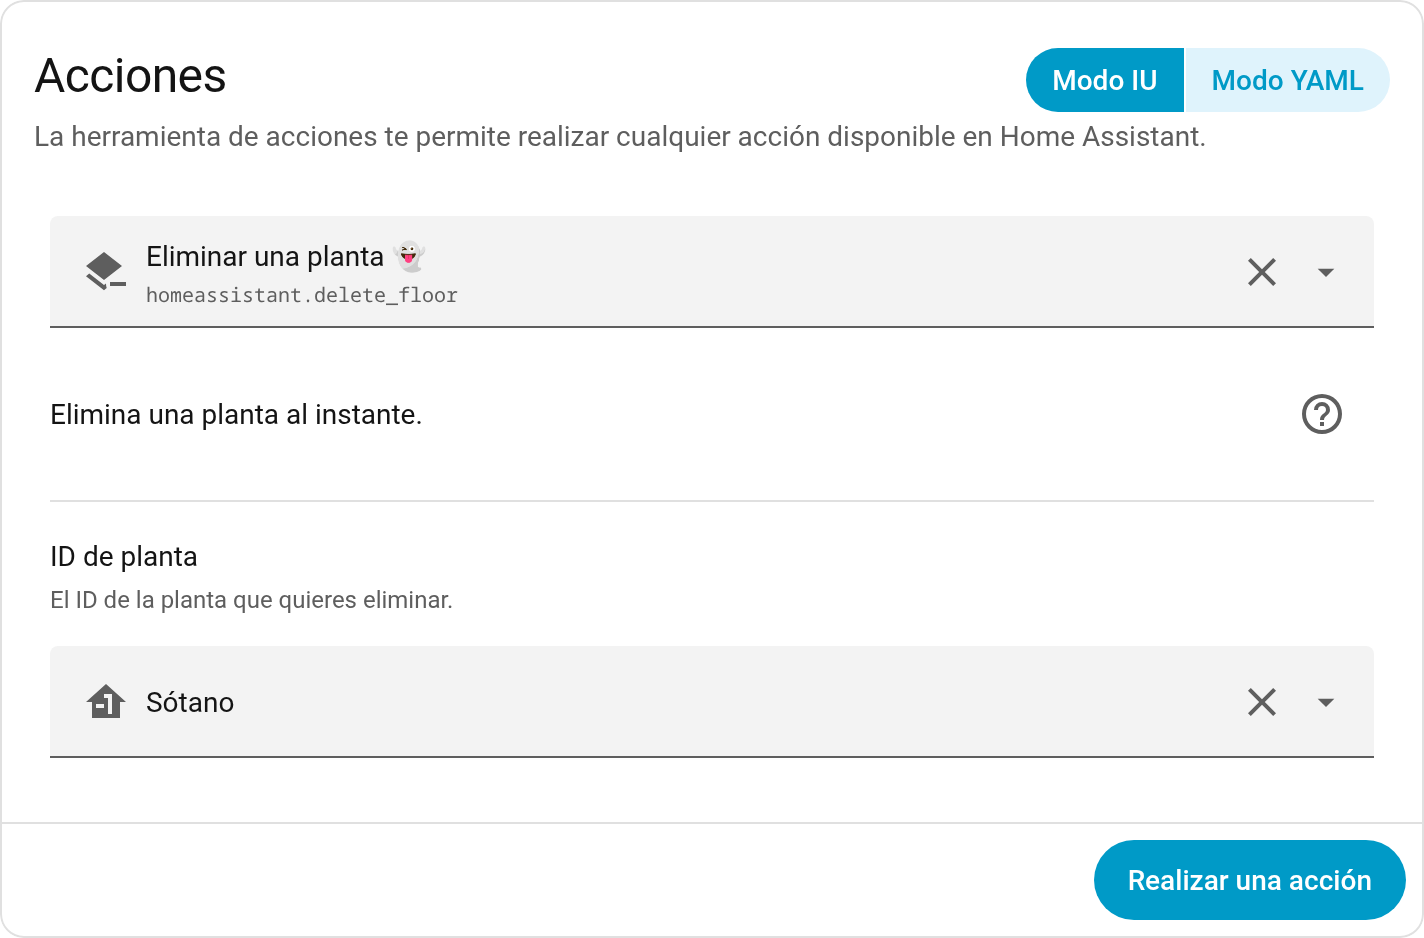 Acciones
Modo IU
Modo YAML
La herramienta de acciones te permite realizar cualquier acción disponible en Home Assistant.
Eliminar una planta 👻
homeassistant.delete_floor
Elimina una planta al instante.
ID de planta
El ID de la planta que quieres eliminar.
-1
Sótano
Realizar una acción